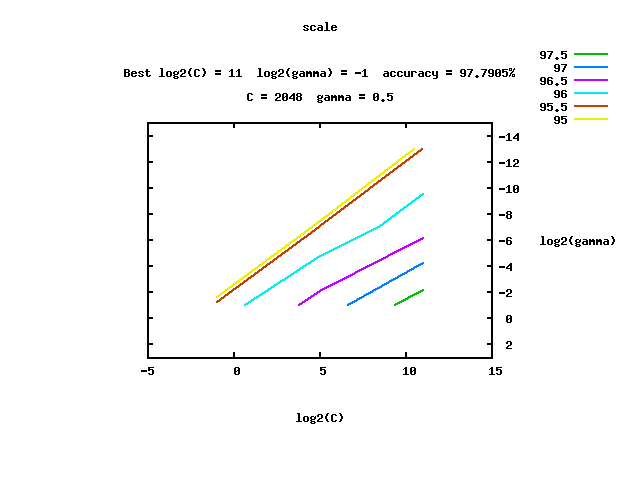 scale
Best log2(C) = 11  log2(gamma) = -1  accuracy = 97.7905%
C = 2048  gamma = 0.5
97.5
97
96.5
96
95.5
95
-14
-12
-10
-8
-6
-4
-2
0
2
log2(gamma)
-5 0 5 10 15
log2(C)